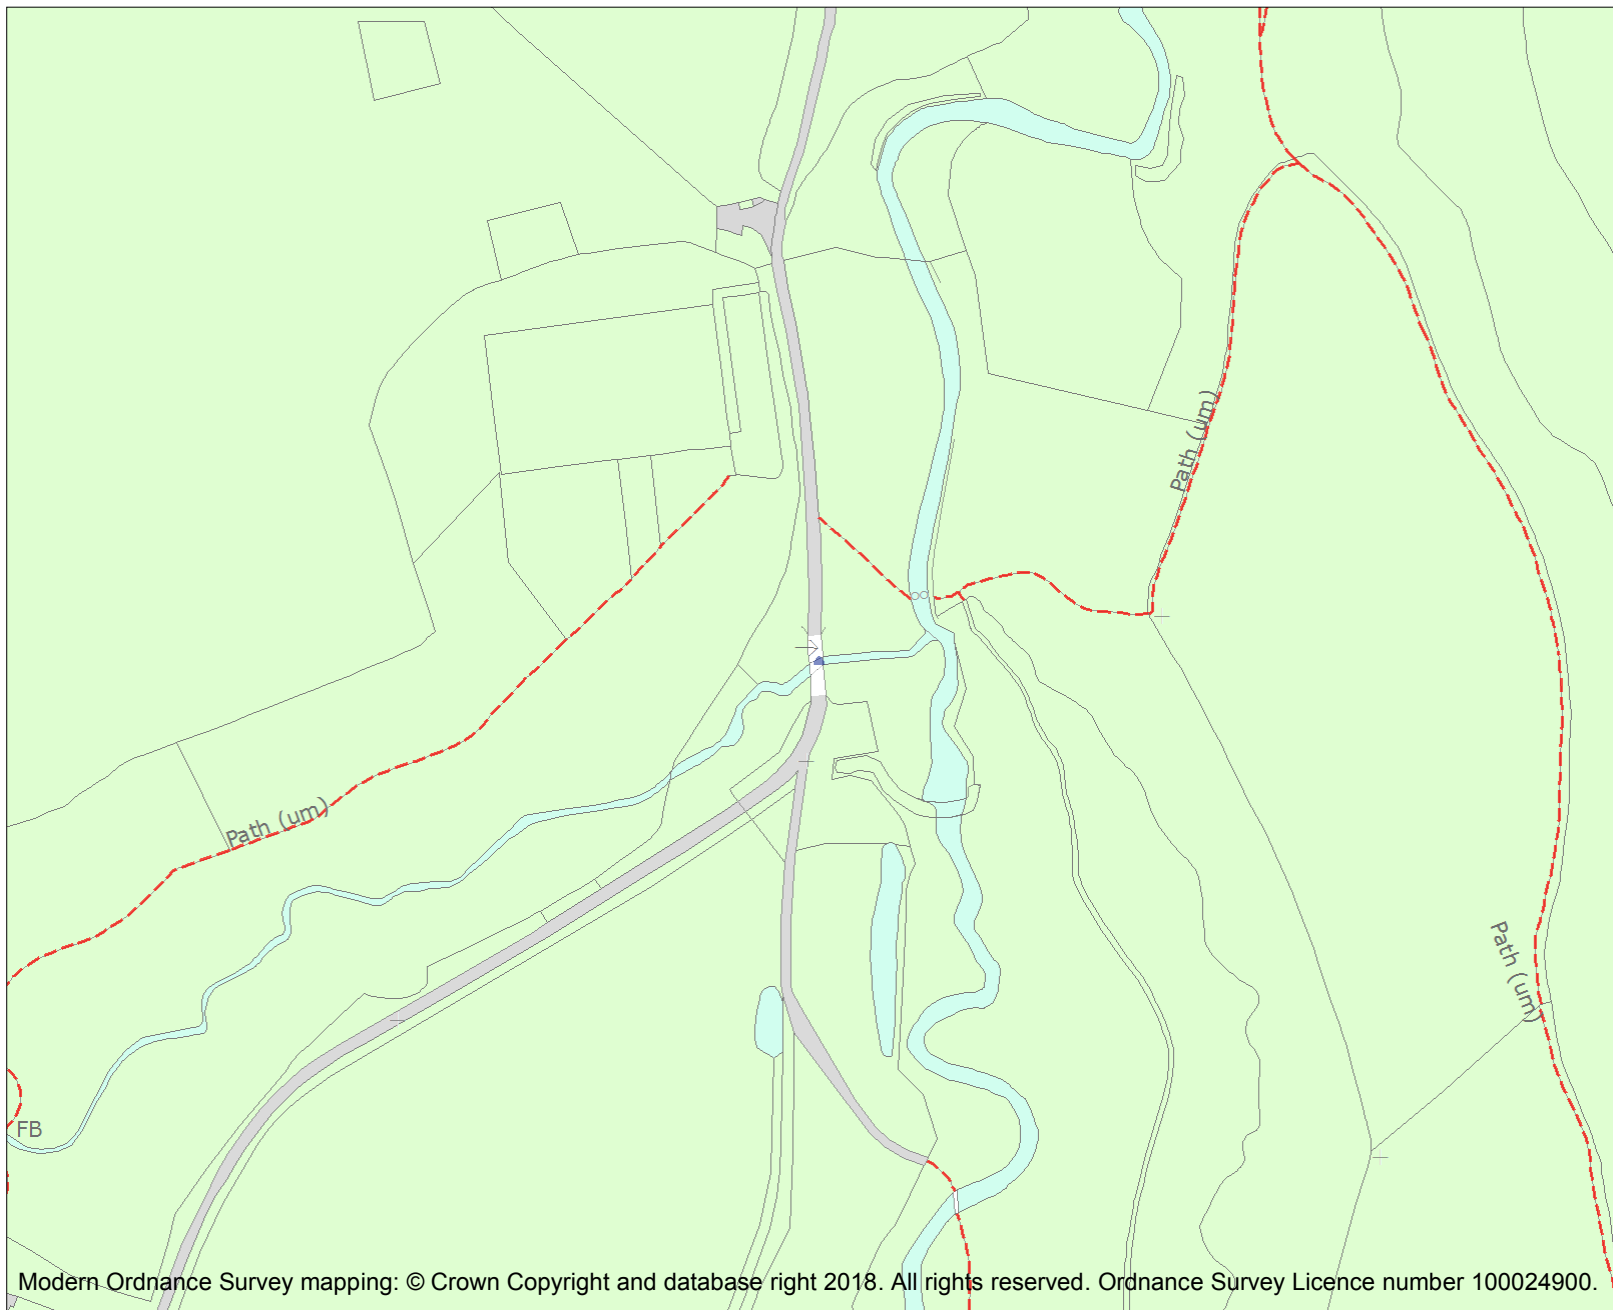 Path (um)
Path (um)
Path (um)
FB
Modern Ordnance Survey mapping: © Crown Copyright and database right 2018. All rights reserved. Ordnance Survey Licence number 100024900.